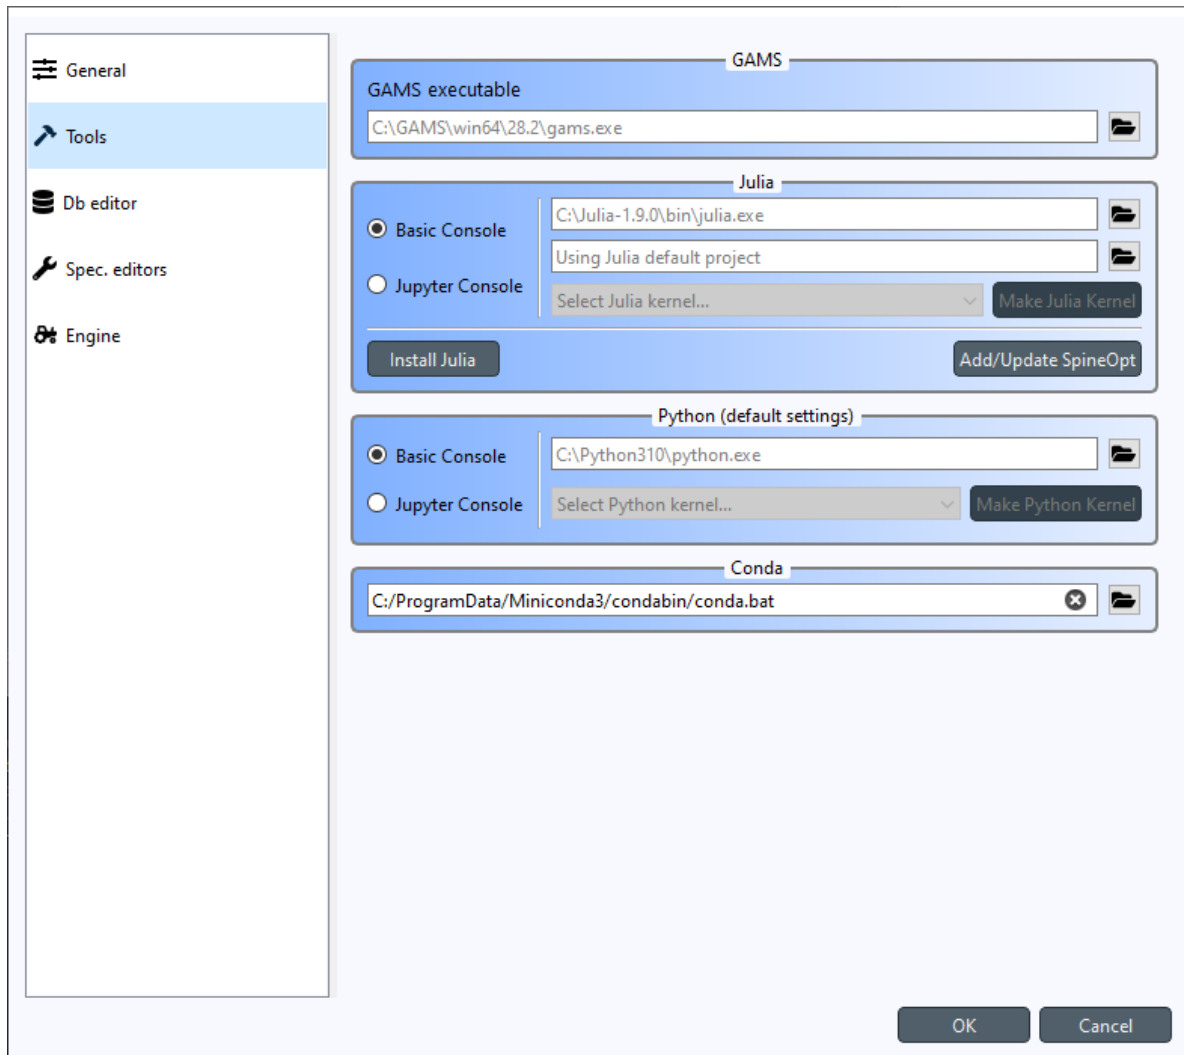 General
Tools
Db editor
Spec. editors
Engine
GAMS
GAMS executable
C:\GAMS\win64\28.2\gams.exe
Julia
Basic Console
C:\Julia-1.9.0\bin\julia.exe
Using Julia default project
Jupyter Console
Select Julia kernel...
Make Julia Kernel
Install Julia
Add/Update SpineOpt
Python (default settings)
Basic Console
C:\Python310\python.exe
Jupyter Console
Select Python kernel...
Make Python Kernel
Conda
C:/ProgramData/Miniconda3/condabin/conda.bat
OK
Cancel